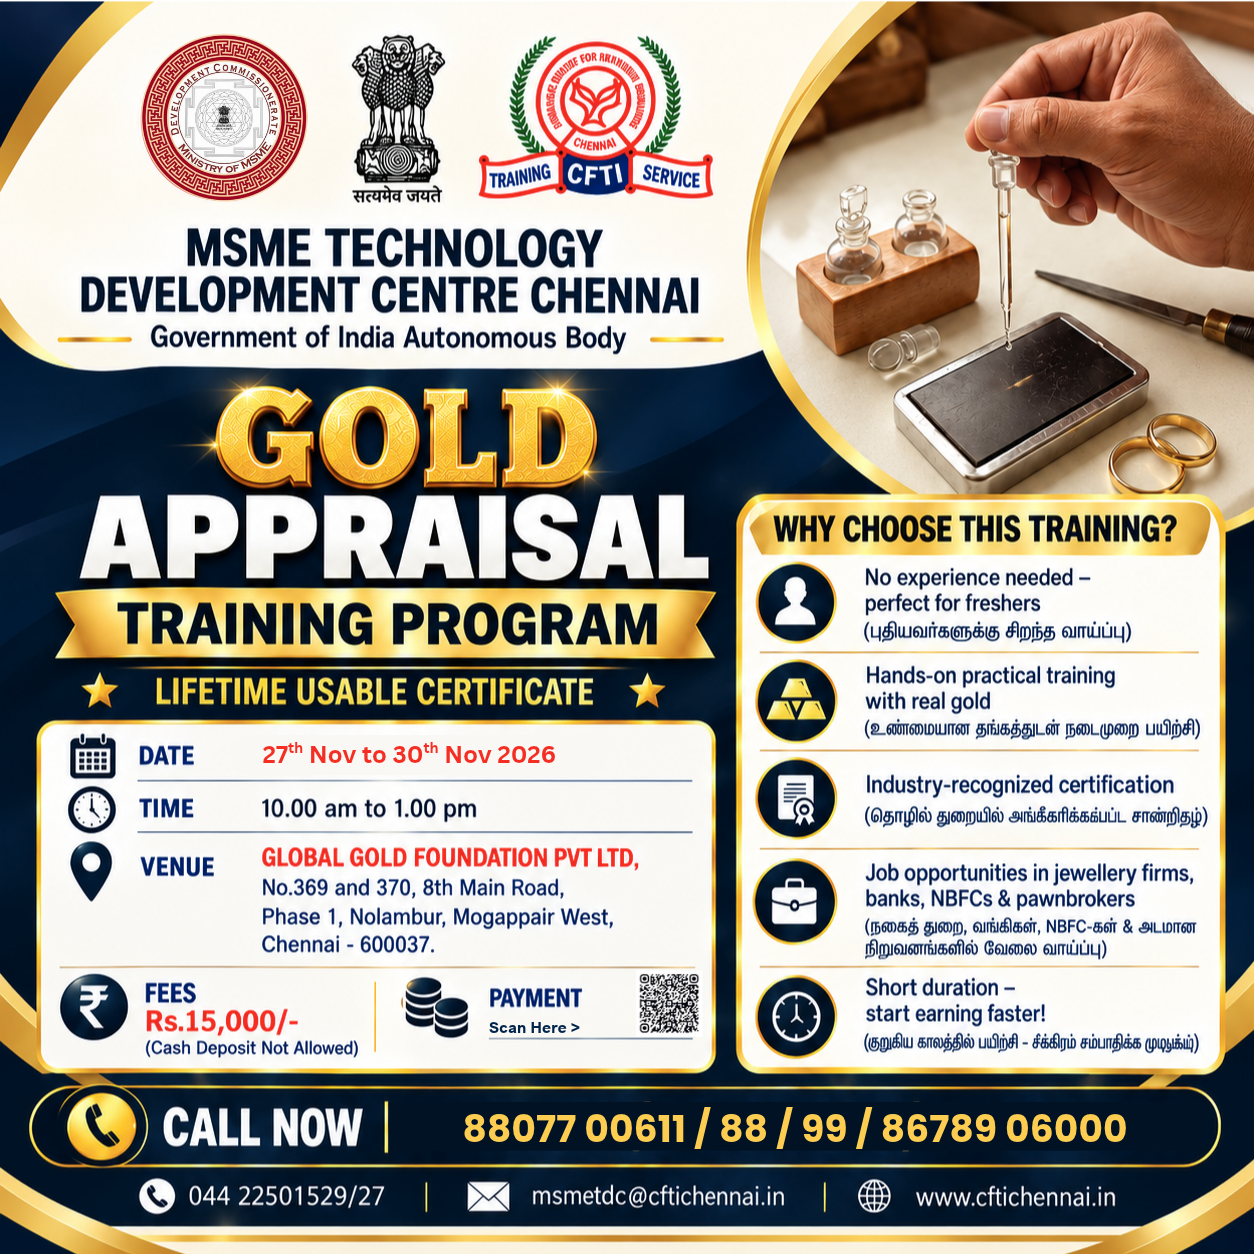 DEVELOPMENT COMMISSIONERATE
MINISTRY OF MSME
सत्यमेव जयते
CHENNAI
TRAINING CFTI SERVICE
MSME TECHNOLOGY
DEVELOPMENT CENTRE CHENNAI
Government of India Autonomous Body
GOLD
APPRAISAL
TRAINING PROGRAM
LIFETIME USABLE CERTIFICATE
DATE 27th Nov to 30th Nov 2026
TIME 10.00 am to 1.00 pm
VENUE GLOBAL GOLD FOUNDATION PVT LTD,
No.369 and 370, 8th Main Road,
Phase 1, Nolambur, Mogappair West,
Chennai - 600037.
FEES
Rs.15,000/-
(Cash Deposit Not Allowed)
PAYMENT
Scan Here >
WHY CHOOSE THIS TRAINING?
No experience needed –
perfect for freshers
(புதியவர்களுக்கு சிறந்த வாய்ப்பு)
Hands-on practical training
with real gold
(உண்மையான தங்கத்துடன் நடைமுறை பயிற்சி)
Industry-recognized certification
(தொழில் துறையில் சான்றிதழ்)
Job opportunities in jewellery firms,
banks, NBFCs & pawnbrokers
(நகைத் துறை, வங்கிகள், NBFC-கள் & அடமான
நிறுவனங்களில் வேலை வாய்ப்பு)
Short duration –
start earning faster!
(குறுகிய காலத்தில் பயிற்சி - சீக்கிரம் சம்பாதிக்க
CALL NOW 88077 00611 / 88 / 99 / 86789 06000
044 22501529/27 msmetdc@cftichennai.in www.cftichennai.in